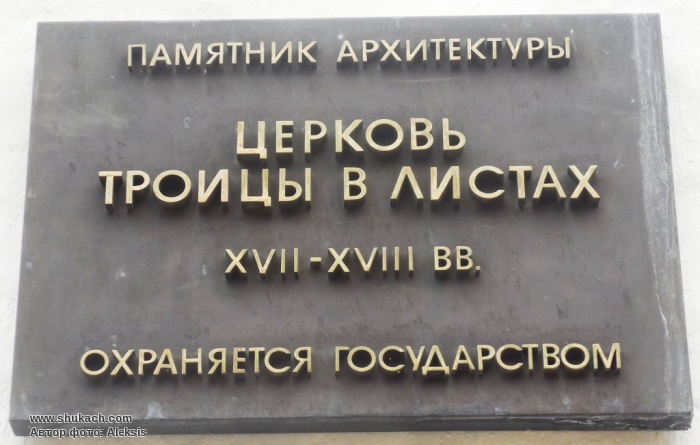 ПАМЯТНИК АРХИТЕКТУРЫ
ЦЕРКОВЬ
ТРОИЦЫ В ЛИСТАХ
XVII-XVIII ВВ.
ОХРАНЯЕТСЯ ГОСУДАРСТВОМ
www.shukach.com
Автор фото: Aleksis